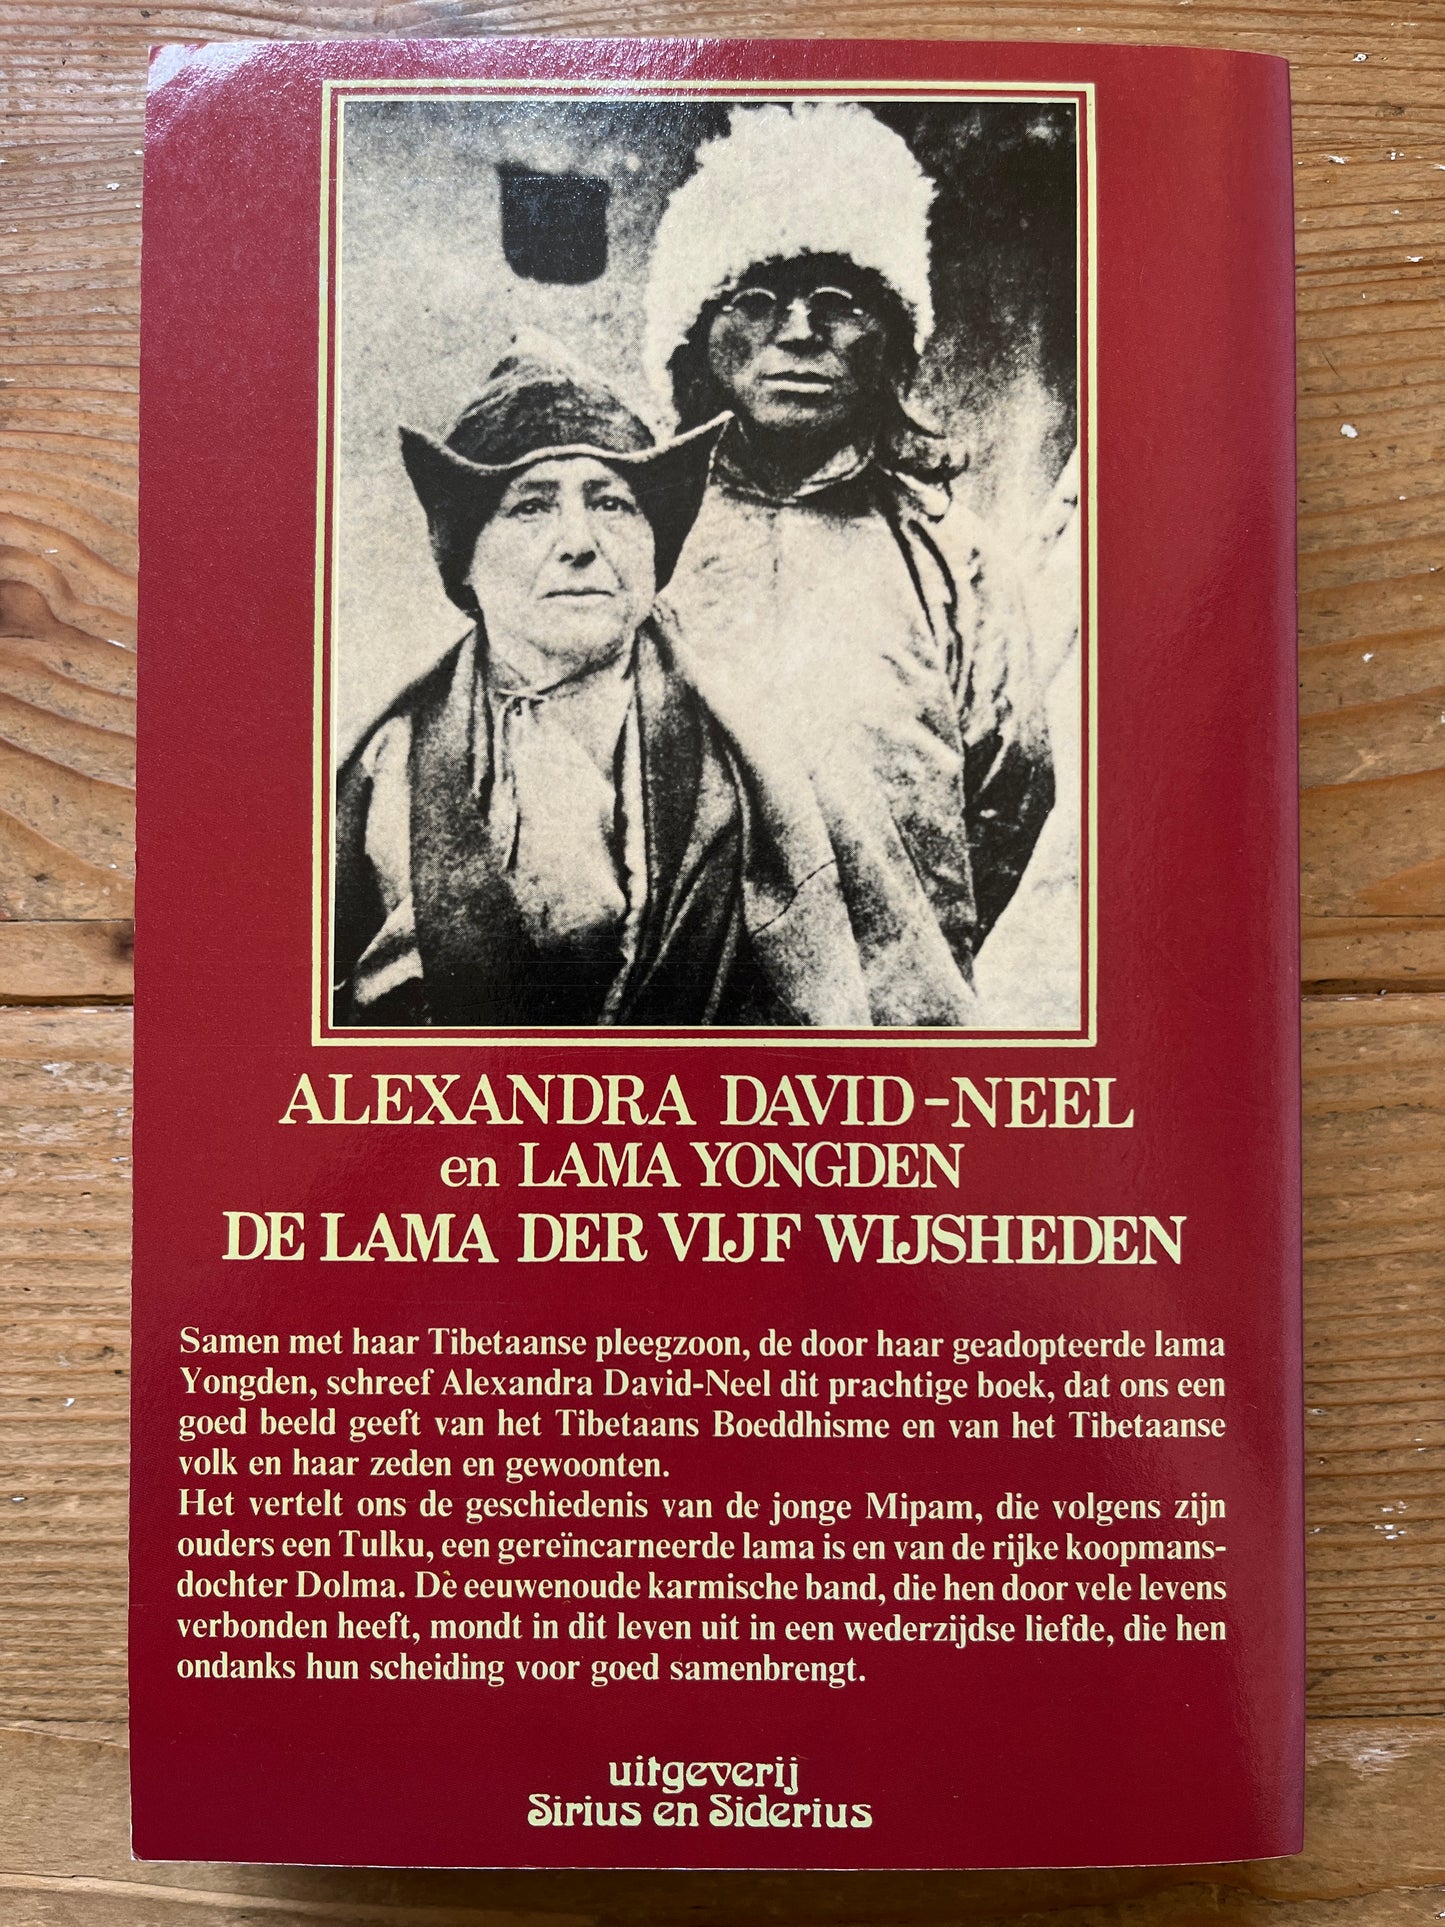 ALEXANDRA DAVID-NEEL
en LAMA YONGDEN
DE LAMA DER VIJF WIJSHEDEN
Samen met haar Tibetaanse pleegzoon, de door haar geadopteerde lama
Yongden, schreef Alexandra David-Neel dit prachtige boek, dat ons een
goed beeld geeft van het Tibetaans Boeddhisme en van het Tibetaanse
volk en haar zeden en gewoonten.
Het vertelt ons de geschiedenis van de jonge Mipam, die volgens zijn
ouders een Tulku, een gereïncarneerde lama is en van de rijke koopmans-
dochter Dolma. Dè eeuwenoude karmische band, die hen door vele levens
verbonden heeft, mondt in dit leven uit in een wederzijdse liefde, die hen
ondanks hun scheiding voor goed samenbrengt.
uitgeverij
Sirius en Siderius